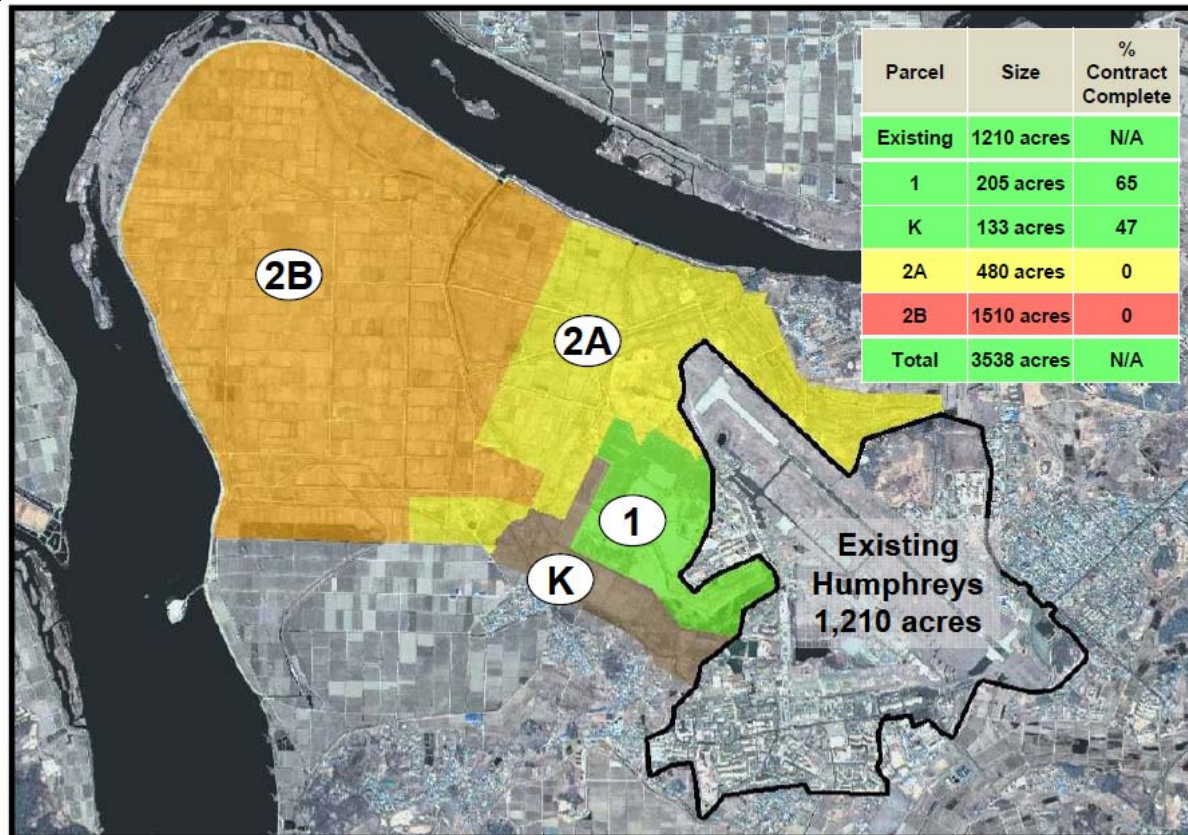 Parcel Size % Contract Complete
Existing 1210 acres N/A
1 205 acres 65
K 133 acres 47
2A 480 acres 0
2B 1510 acres 0
Total 3538 acres N/A
2B
2A
1
K
Existing
Humphreys
1,210 acres